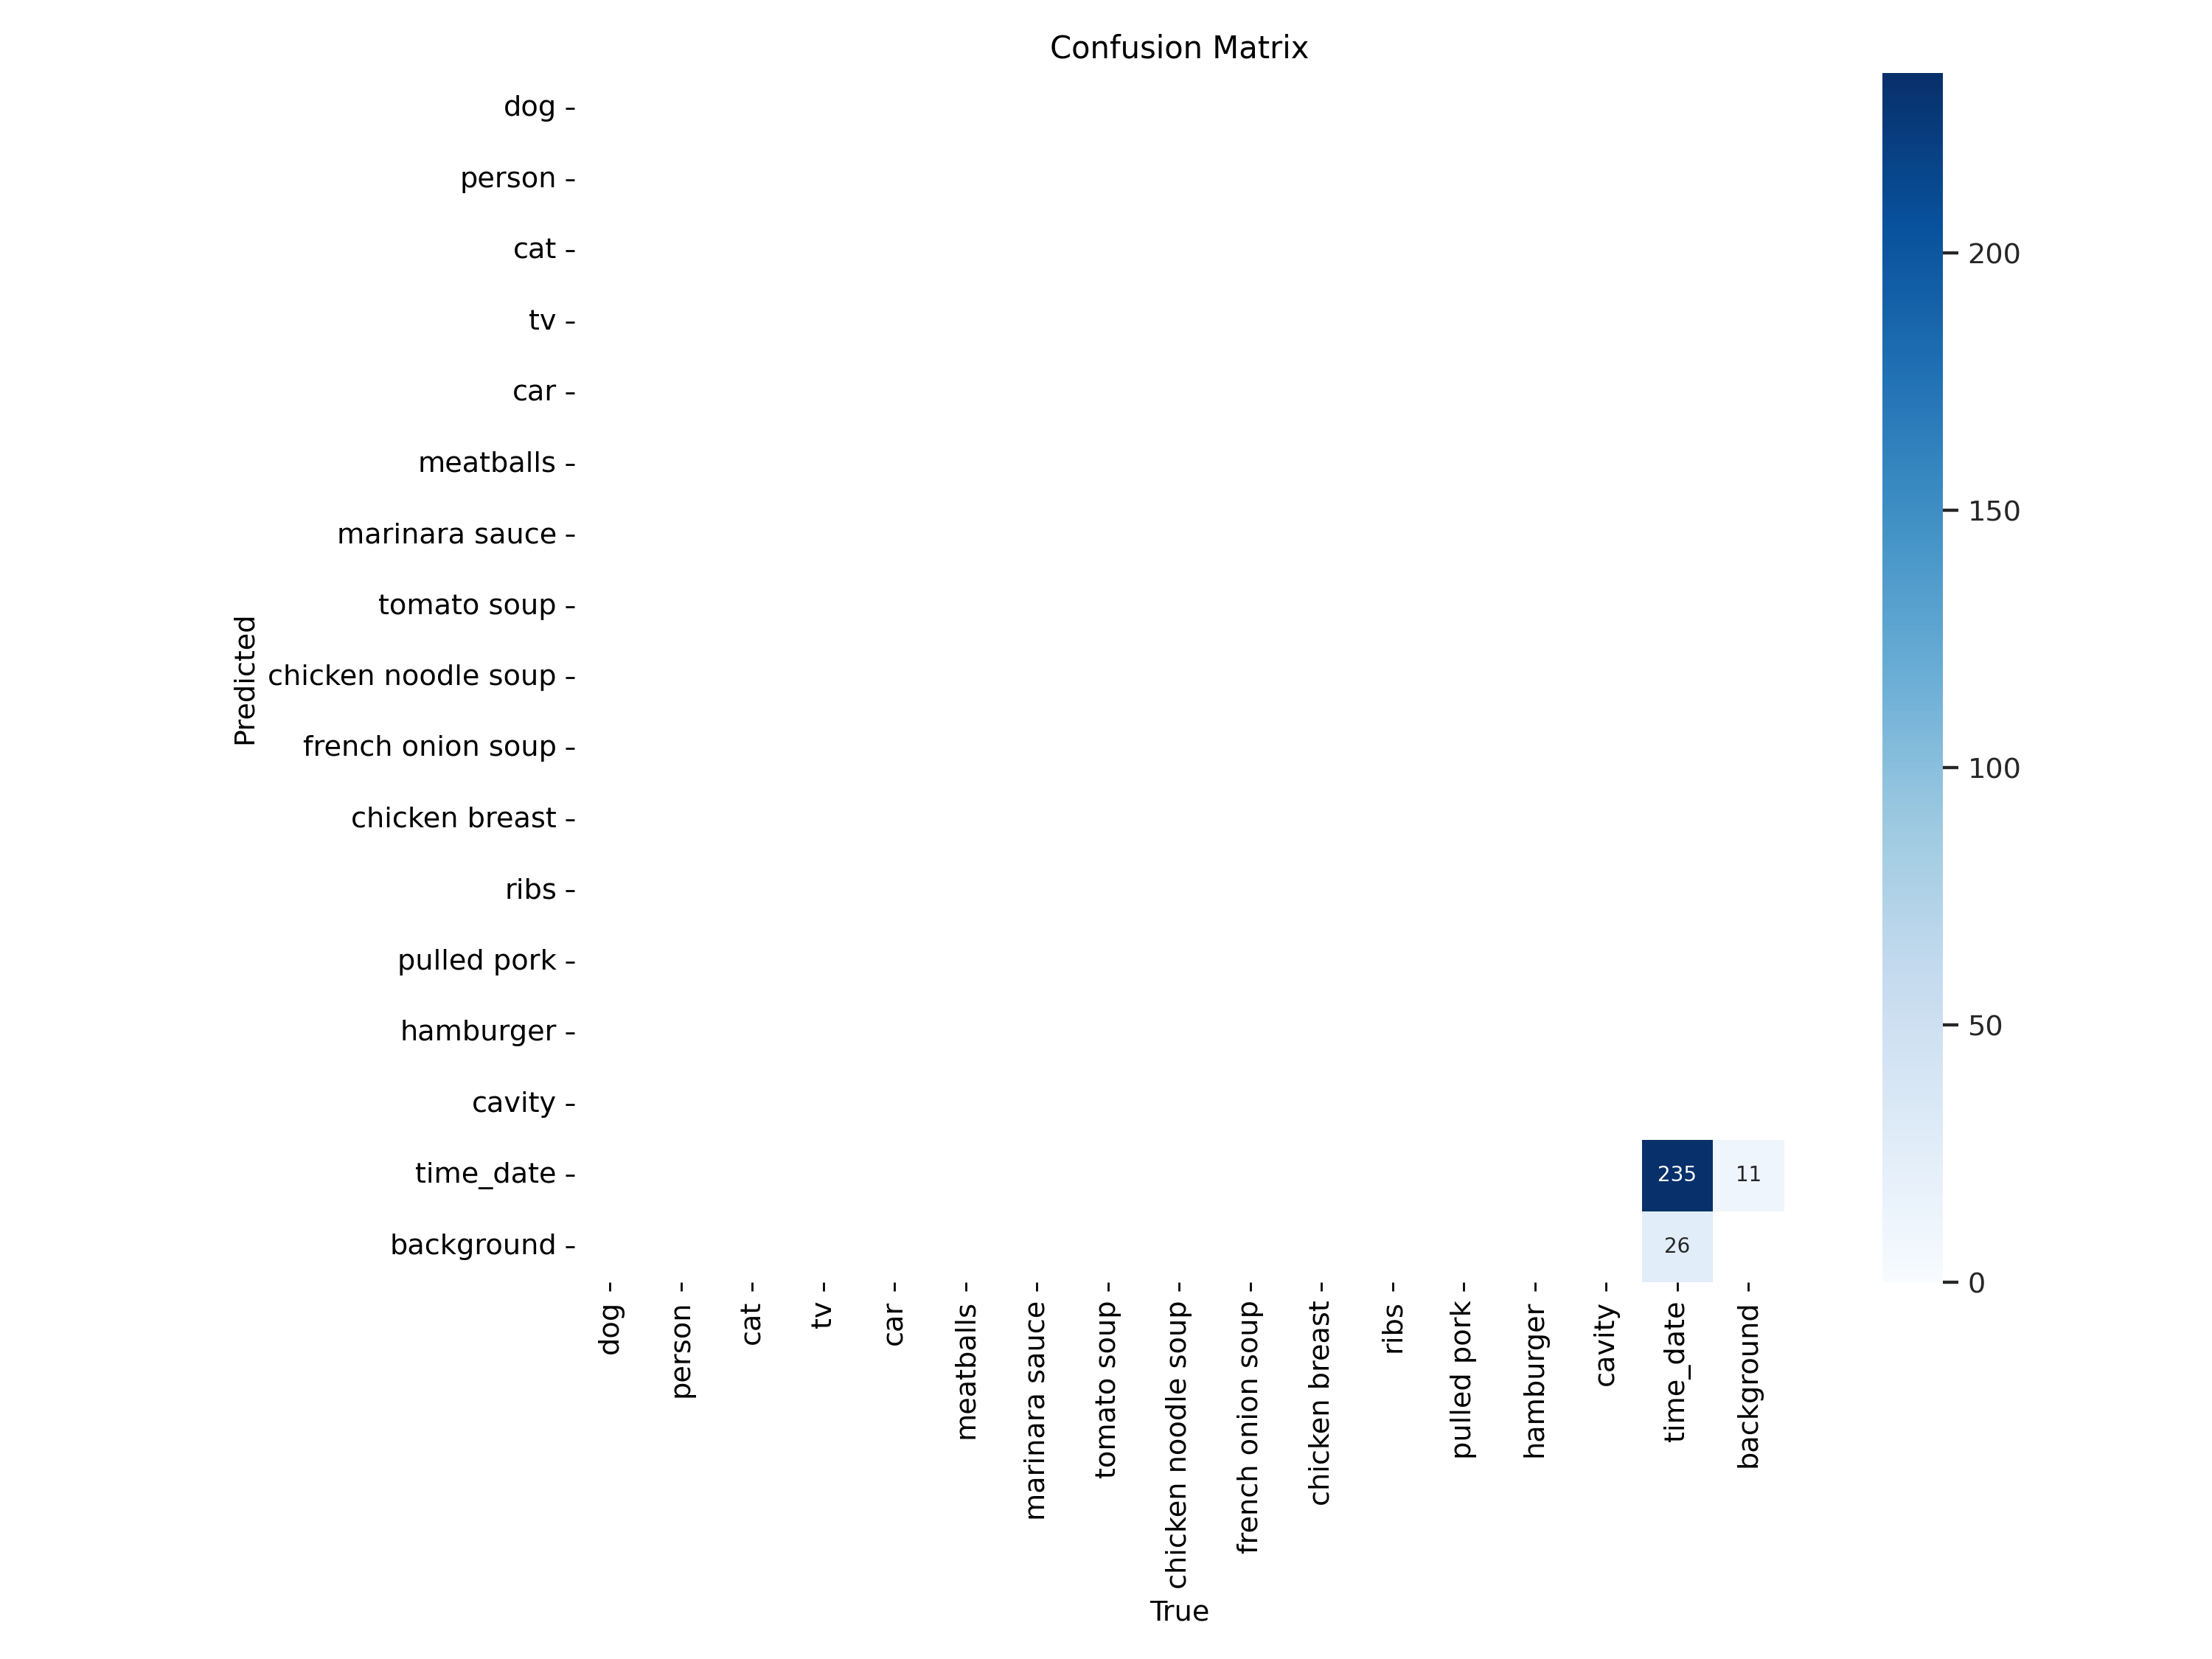 Confusion Matrix
dog
person
cat
tv
car
meatballs
marinara sauce
tomato soup
chicken noodle soup
french onion soup
chicken breast
ribs
pulled pork
hamburger
cavity
time_date
background
Predicted
235 11
26
dog
person
cat
tv
car
meatballs
marinara sauce
tomato soup
chicken noodle soup
french onion soup
chicken breast
ribs
pulled pork
hamburger
cavity
time_date
background
True
200
150
100
50
0